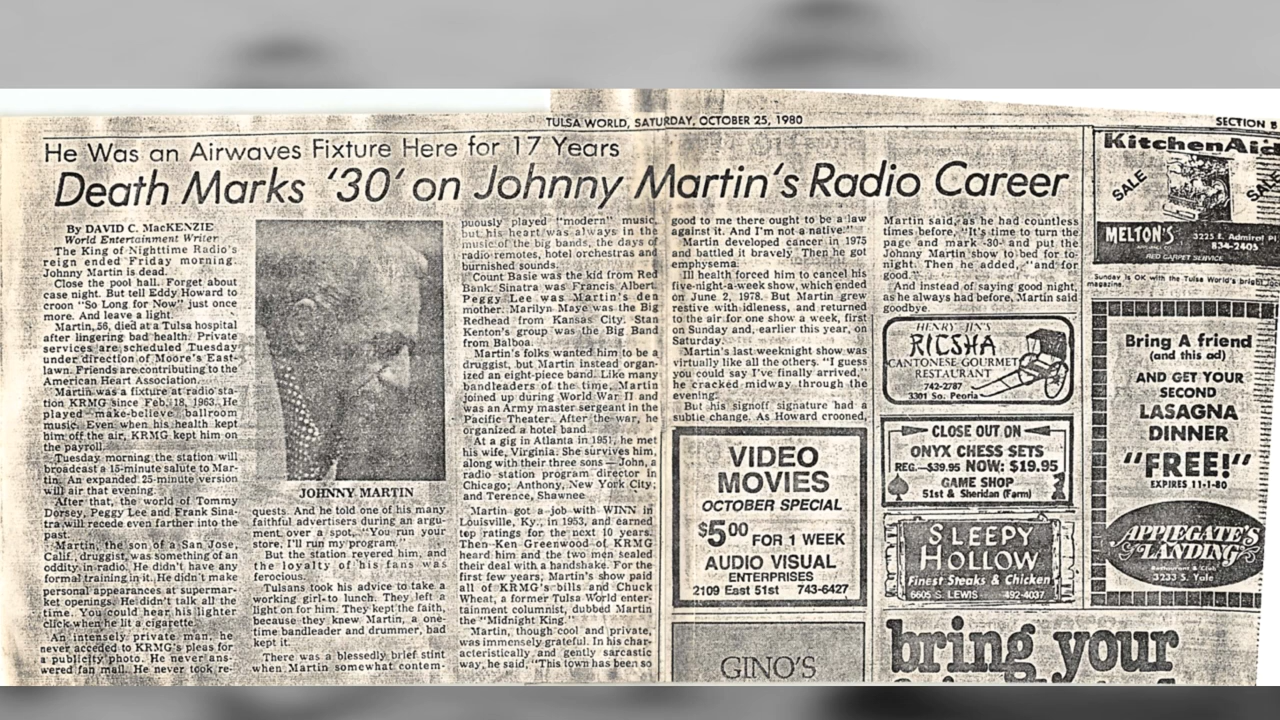 TULSA WORLD, SATURDAY, OCTOBER 25, 1980
SECTION B
He Was an Airwaves Fixture Here for 17 Years
Death Marks '30' on Johnny Martin's Radio Career
By DAVID C. MacKENZIE
World Entertainment Writer
The King of Nighttime Radio's
reign ended Friday morning.
Johnny Martin is dead.
Close the pool hall. Forget about
case night. But tell Eddy Howard to
croon "So Long for Now" just once
more. And leave a light.
Martin, 56, died at a Tulsa hospital
after lingering bad health. Private
services are scheduled Tuesday
under direction of Moore's East-
lawn. Friends are contributing to the
American Heart Association.
Martin was a fixture at radio sta-
tion KRMG since Feb. 18, 1963. He
played make-believe ballroom
music. Even when his health kept
him off the air, KRMG kept him on
the payroll.
Tuesday morning the station will
broadcast a 15-minute salute to Mar-
tin. An expanded 25-minute version
will air that evening.
After that, the world of Tommy
Dorsey, Peggy Lee and Frank Sina-
tra will recede even farther into the
past.
Martin, the son of a San Jose,
Calif. druggist, was something of an
oddity in radio. He didn't have any
formal training in it. He didn't make
personal appearances at supermar-
ket openings. He didn't talk all the
time. You could hear his lighter
click when he lit a cigarette.
An intensely private man, he
never acceded to KRMG's pleas for
a publicity photo. He never ans-
wered fan mail. He never took re-
JOHNNY MARTIN
quests. And he told one of his many
faithful advertisers during an argu-
ment over a spot, "You run your
store, I'll run my program."
But the station revered him, and
the loyalty of his fans was
ferocious.
Tulsans took his advice to take a
working girl to lunch. They left a
light on for him. They kept the faith,
because they knew Martin, a one-
time bandleader and drummer, bad
kept it.
There was a blessedly brief stint
when Martin somewhat contem-
puously played "modern" music,
but his heart was always in the
music of the big bands, the days of
radio remotes, hotel orchestras and
burnished sounds.
Count Basie was the kid from Red
Bank. Sinatra was Francis Albert.
Peggy Lee was Martin's den
mother. Marilyn Maye was the Big
Redhead from Kansas City. Stan
Kenton's group was the Big Band
from Balboa.
Martin's folks wanted him to be a
druggist, but Martin instead organ-
ized an eight-piece band. Like many
bandleaders of the time, Martin
joined up during World War II and
was an Army master sergeant in the
Pacific Theater. After the war, he
organized a hotel band.
At a gig in Atlanta in 1951, he met
his wife, Virginia. She survives him,
along with their three sons — John, a
radio station program director in
Chicago; Anthony, New York City;
and Terence, Shawnee.
Martin got a job with WINN in
Louisville, Ky., in 1953, and earned
top ratings for the next 10 years.
Then Ken Greenwood of KRMG
heard him and the two men sealed
their deal with a handshake. For the
first few years, Martin's show paid
all of KRMG's bills and Chuck
Wheat, a former Tulsa World enter-
tainment columnist, dubbed Martin
the "Midnight King."
Martin, though cool and private,
was immensely grateful. In his char-
acteristically and gently sarcastic
way, he said, "This town has been so
good to me there ought to be a law
against it. And I'm not a native."
Martin developed cancer in 1975
and battled it bravely. Then he got
emphysema.
Ill health forced him to cancel his
five-night-a-week show, which ended
on June 2, 1978. But Martin grew
restive with idleness, and returned
to the air for one show a week, first
on Sunday and, earlier this year, on
Saturday.
Martin's last weeknight show was
virtually like all the others. "I guess
you could say I've finally arrived,"
he cracked midway through the
evening.
But his signoff signature had a
subtle change. As Howard crooned,
Martin said, as he had countless
times before, "It's time to turn the
page and mark -30- and put the
Johnny Martin show to bed for to-
night. Then he added, "and for
good."
And instead of saying good night,
as he always had before, Martin said
goodbye.
VIDEO
MOVIES
OCTOBER SPECIAL
$5.00 FOR 1 WEEK
AUDIO VISUAL
ENTERPRISES
2109 East 51st 743-6427
GINO'S
HENRY JIN'S
RICSHA
CANTONESE GOURMET
RESTAURANT
742-2787
3301 So. Peoria
CLOSE OUT ON
ONYX CHESS SETS
REG. $39.95 NOW: $19.95
GAME SHOP
51st & Sheridan (Farm)
SLEEPY
HOLLOW
Finest Steaks & Chicken
6605 S. LEWIS 492-4037
bring your
KitchenAid
SALE
SALE
MELTON'S
3225 E. Admiral Pl
834-2405
RED CARPET SERVICE
Sunday is OK with the Tulsa World's bright
magazine.
Bring A friend
(and this ad)
AND GET YOUR
SECOND
LASAGNA
DINNER
"FREE!"
EXPIRES 11-1-80
APPLEGATE'S
LANDING
Restaurant & Club
3233 S. Yale